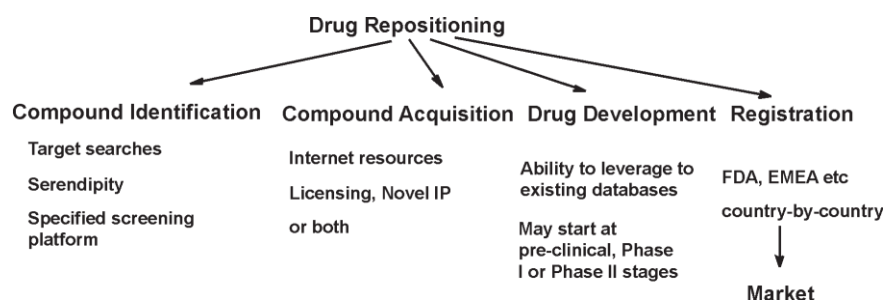 Drug Repositioning
Compound Identification
Target searches
Serendipity
Specified screening
platform
Compound Acquisition
Internet resources
Licensing, Novel IP
or both
Drug Development
Ability to leverage to
existing databases
May start at
pre-clinical, Phase
I or Phase II stages
Registration
FDA, EMEA etc
country-by-country
Market